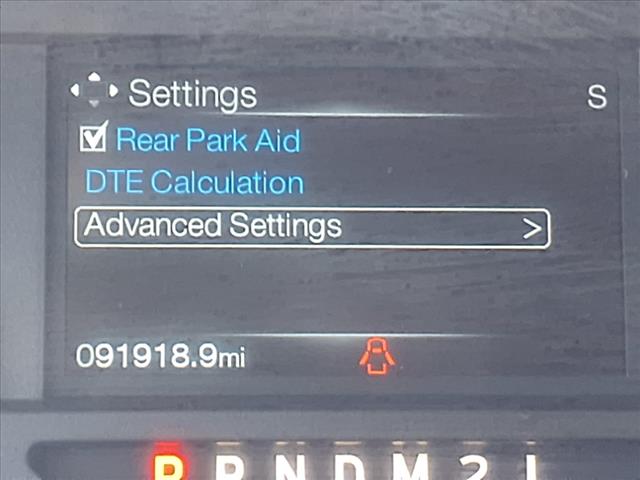 Settings S
Rear Park Aid
DTE Calculation
Advanced Settings >
091918.9mi
P R N D M 2 1